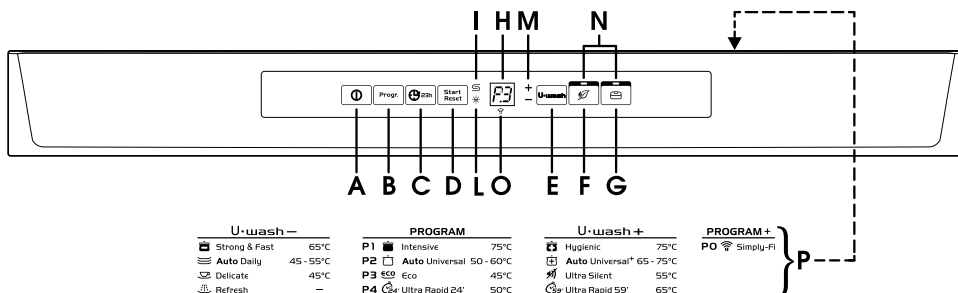 I H M N
Progr. 23h Start Reset P3 + − U•wash
A B C D L O E F G
U•wash − PROGRAM U•wash + PROGRAM +
Strong & Fast 65°C P1 Intensive 75°C Hygienic 75°C P0 Simply-Fi P
Auto Daily 45 - 55°C P2 Auto Universal 50 - 60°C Auto Universal+ 65 - 75°C
Delicate 45°C P3 eco Eco 45°C Ultra Silent 55°C
Refresh − P4 24' Ultra Rapid 24' 50°C 59' Ultra Rapid 59' 65°C